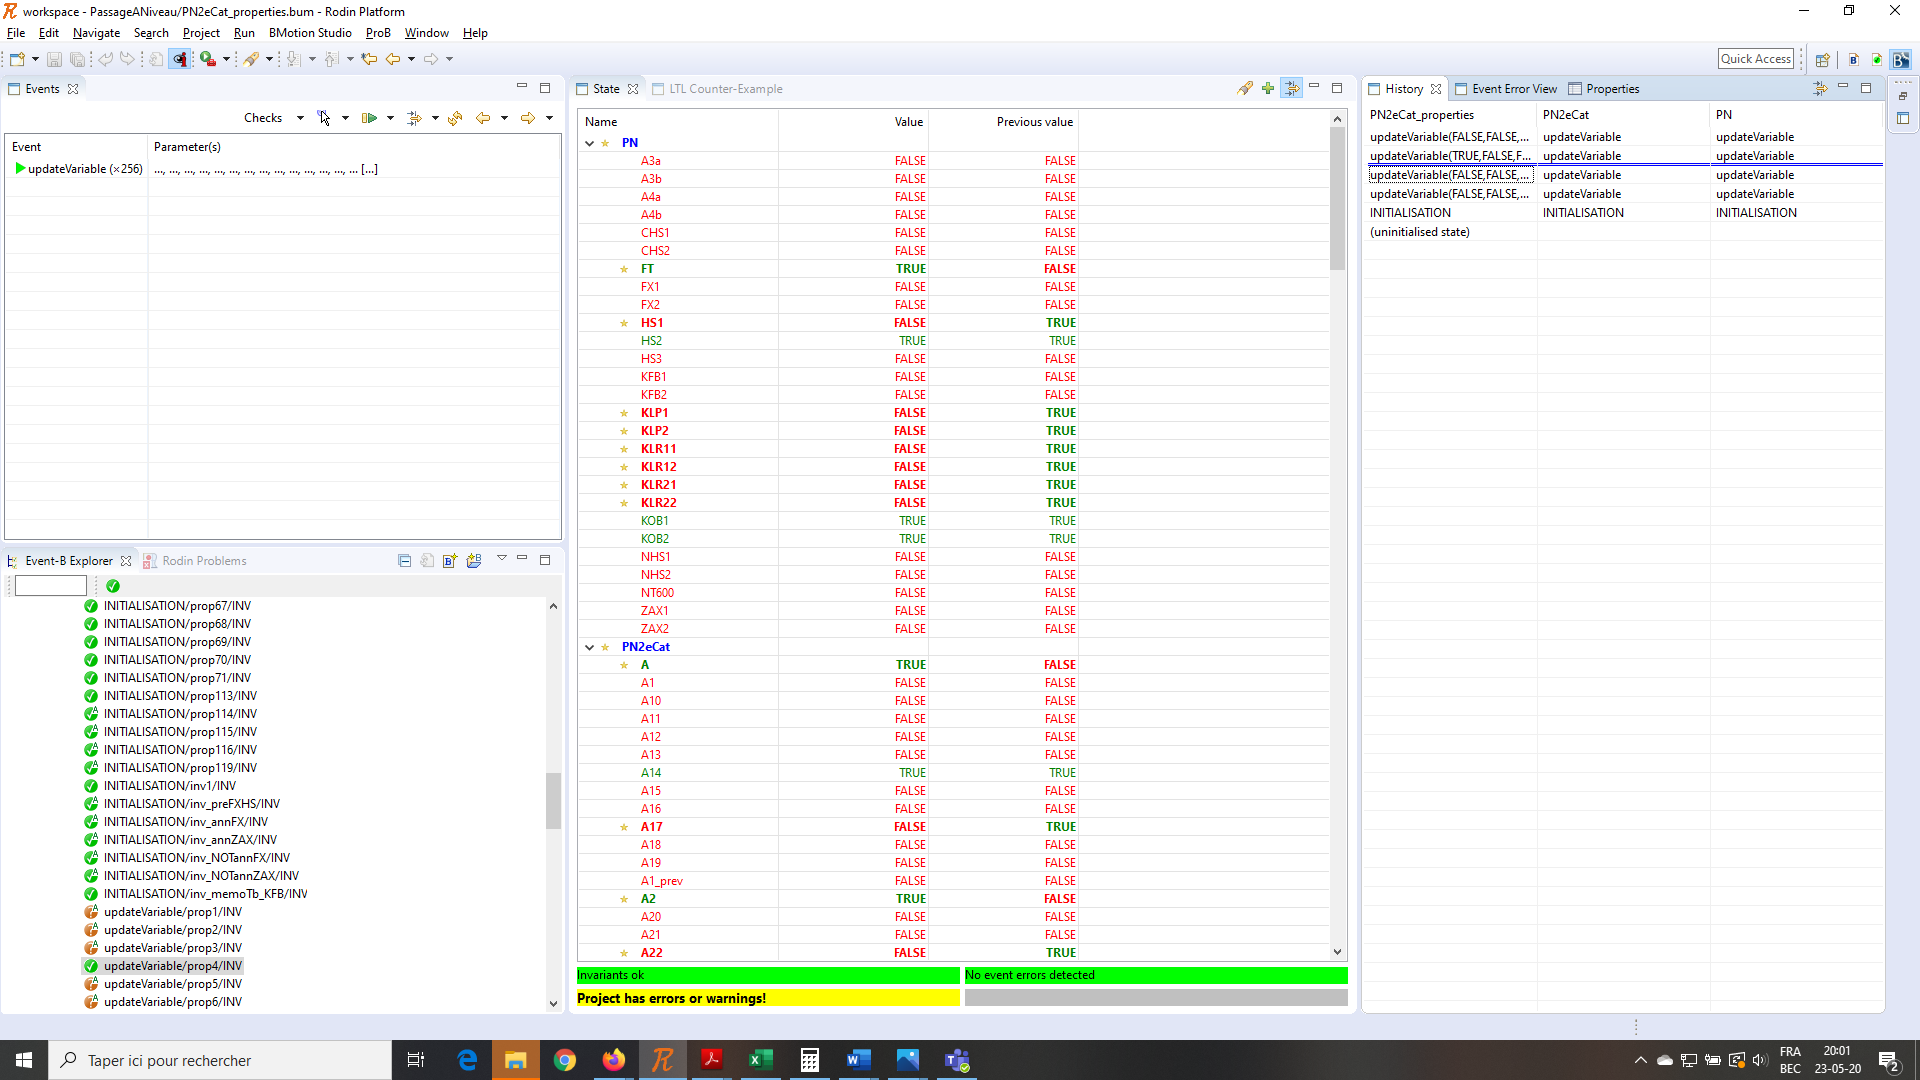 workspace - PassageANiveau/PN2eCat_properties.bum - Rodin Platform
File Edit Navigate Search Project Run BMotion Studio ProB Window Help
Quick Access
Events
Checks
Event Parameter(s)
updateVariable (×256) ..., ..., ..., ..., ..., ..., ..., ..., ..., ..., ..., ..., ..., ... [...]
Event-B Explorer Rodin Problems
INITIALISATION/prop67/INV
INITIALISATION/prop68/INV
INITIALISATION/prop69/INV
INITIALISATION/prop70/INV
INITIALISATION/prop71/INV
INITIALISATION/prop113/INV
INITIALISATION/prop114/INV
INITIALISATION/prop115/INV
INITIALISATION/prop116/INV
INITIALISATION/prop119/INV
INITIALISATION/inv1/INV
INITIALISATION/inv_preFXHS/INV
INITIALISATION/inv_annFX/INV
INITIALISATION/inv_annZAX/INV
INITIALISATION/inv_NOTannFX/INV
INITIALISATION/inv_NOTannZAX/INV
INITIALISATION/inv_memoTb_KFB/INV
updateVariable/prop1/INV
updateVariable/prop2/INV
updateVariable/prop3/INV
updateVariable/prop4/INV
updateVariable/prop5/INV
updateVariable/prop6/INV
State LTL Counter-Example
Name Value Previous value
PN
A3a FALSE FALSE
A3b FALSE FALSE
A4a FALSE FALSE
A4b FALSE FALSE
CHS1 FALSE FALSE
CHS2 FALSE FALSE
FT TRUE FALSE
FX1 FALSE FALSE
FX2 FALSE FALSE
HS1 FALSE TRUE
HS2 TRUE TRUE
HS3 FALSE FALSE
KFB1 FALSE FALSE
KFB2 FALSE FALSE
KLP1 FALSE TRUE
KLP2 FALSE TRUE
KLR11 FALSE TRUE
KLR12 FALSE TRUE
KLR21 FALSE TRUE
KLR22 FALSE TRUE
KOB1 TRUE TRUE
KOB2 TRUE TRUE
NHS1 FALSE FALSE
NHS2 FALSE FALSE
NT600 FALSE FALSE
ZAX1 FALSE FALSE
ZAX2 FALSE FALSE
PN2eCat
A TRUE FALSE
A1 FALSE FALSE
A10 FALSE FALSE
A11 FALSE FALSE
A12 FALSE FALSE
A13 FALSE FALSE
A14 TRUE TRUE
A15 FALSE FALSE
A16 FALSE FALSE
A17 FALSE TRUE
A18 FALSE FALSE
A19 FALSE FALSE
A1_prev FALSE FALSE
A2 TRUE FALSE
A20 FALSE FALSE
A21 FALSE FALSE
A22 FALSE TRUE
Invariants ok No event errors detected
Project has errors or warnings!
History Event Error View Properties
PN2eCat_properties PN2eCat PN
updateVariable(FALSE,FALSE,... updateVariable updateVariable
updateVariable(TRUE,FALSE,F... updateVariable updateVariable
updateVariable(FALSE,FALSE,... updateVariable updateVariable
updateVariable(FALSE,FALSE,... updateVariable updateVariable
INITIALISATION INITIALISATION INITIALISATION
(uninitialised state)
Taper ici pour rechercher
FRA 20:01
BEC 23-05-20
2